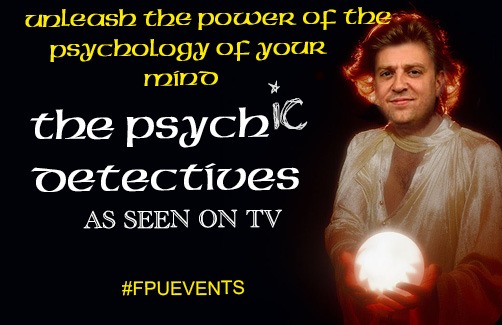 unleash the power of the
psychology of your
mind
the psychic
detectives
AS SEEN ON TV
#FPUEVENTS